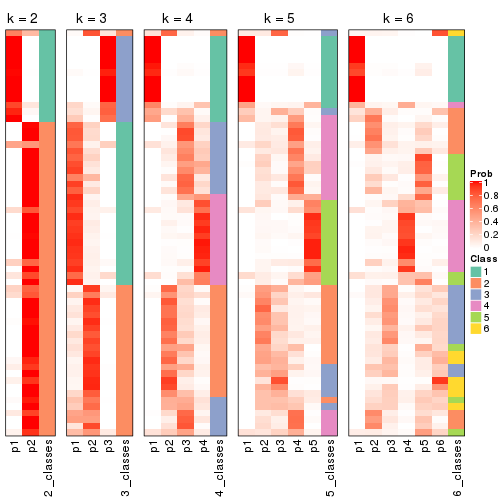 k = 2
k = 3
k = 4
k = 5
k = 6
p1
p2
2_classes
p1
p2
p3
3_classes
p1
p2
p3
p4
4_classes
p1
p2
p3
p4
p5
5_classes
p1
p2
p3
p4
p5
p6
6_classes
Prob
1
0.8
0.6
0.4
0.2
0
Class
1
2
3
4
5
6